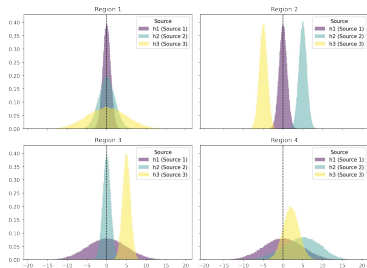 Region 1
Region 2
Source
h1 (Source 1)
h2 (Source 2)
h3 (Source 3)
Source
h1 (Source 1)
h2 (Source 2)
h3 (Source 3)
0.40
0.35
0.30
0.25
0.20
0.15
0.10
0.05
0.00
Region 3
Region 4
Source
h1 (Source 1)
h2 (Source 2)
h3 (Source 3)
Source
h1 (Source 1)
h2 (Source 2)
h3 (Source 3)
0.40
0.35
0.30
0.25
0.20
0.15
0.10
0.05
0.00
−20 −15 −10 −5 0 5 10 15 20
−20 −15 −10 −5 0 5 10 15 20